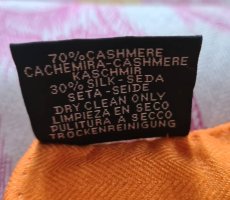 70% CASHMERE
CACHEMIRA-CASHMERE
KASCHMIR
30% SILK-SEDA
SETA-SEIDE
DRY CLEAN ONLY
LIMPIEZA EN SECO
PULITURA A SECCO
TROCKENREINIGUNG